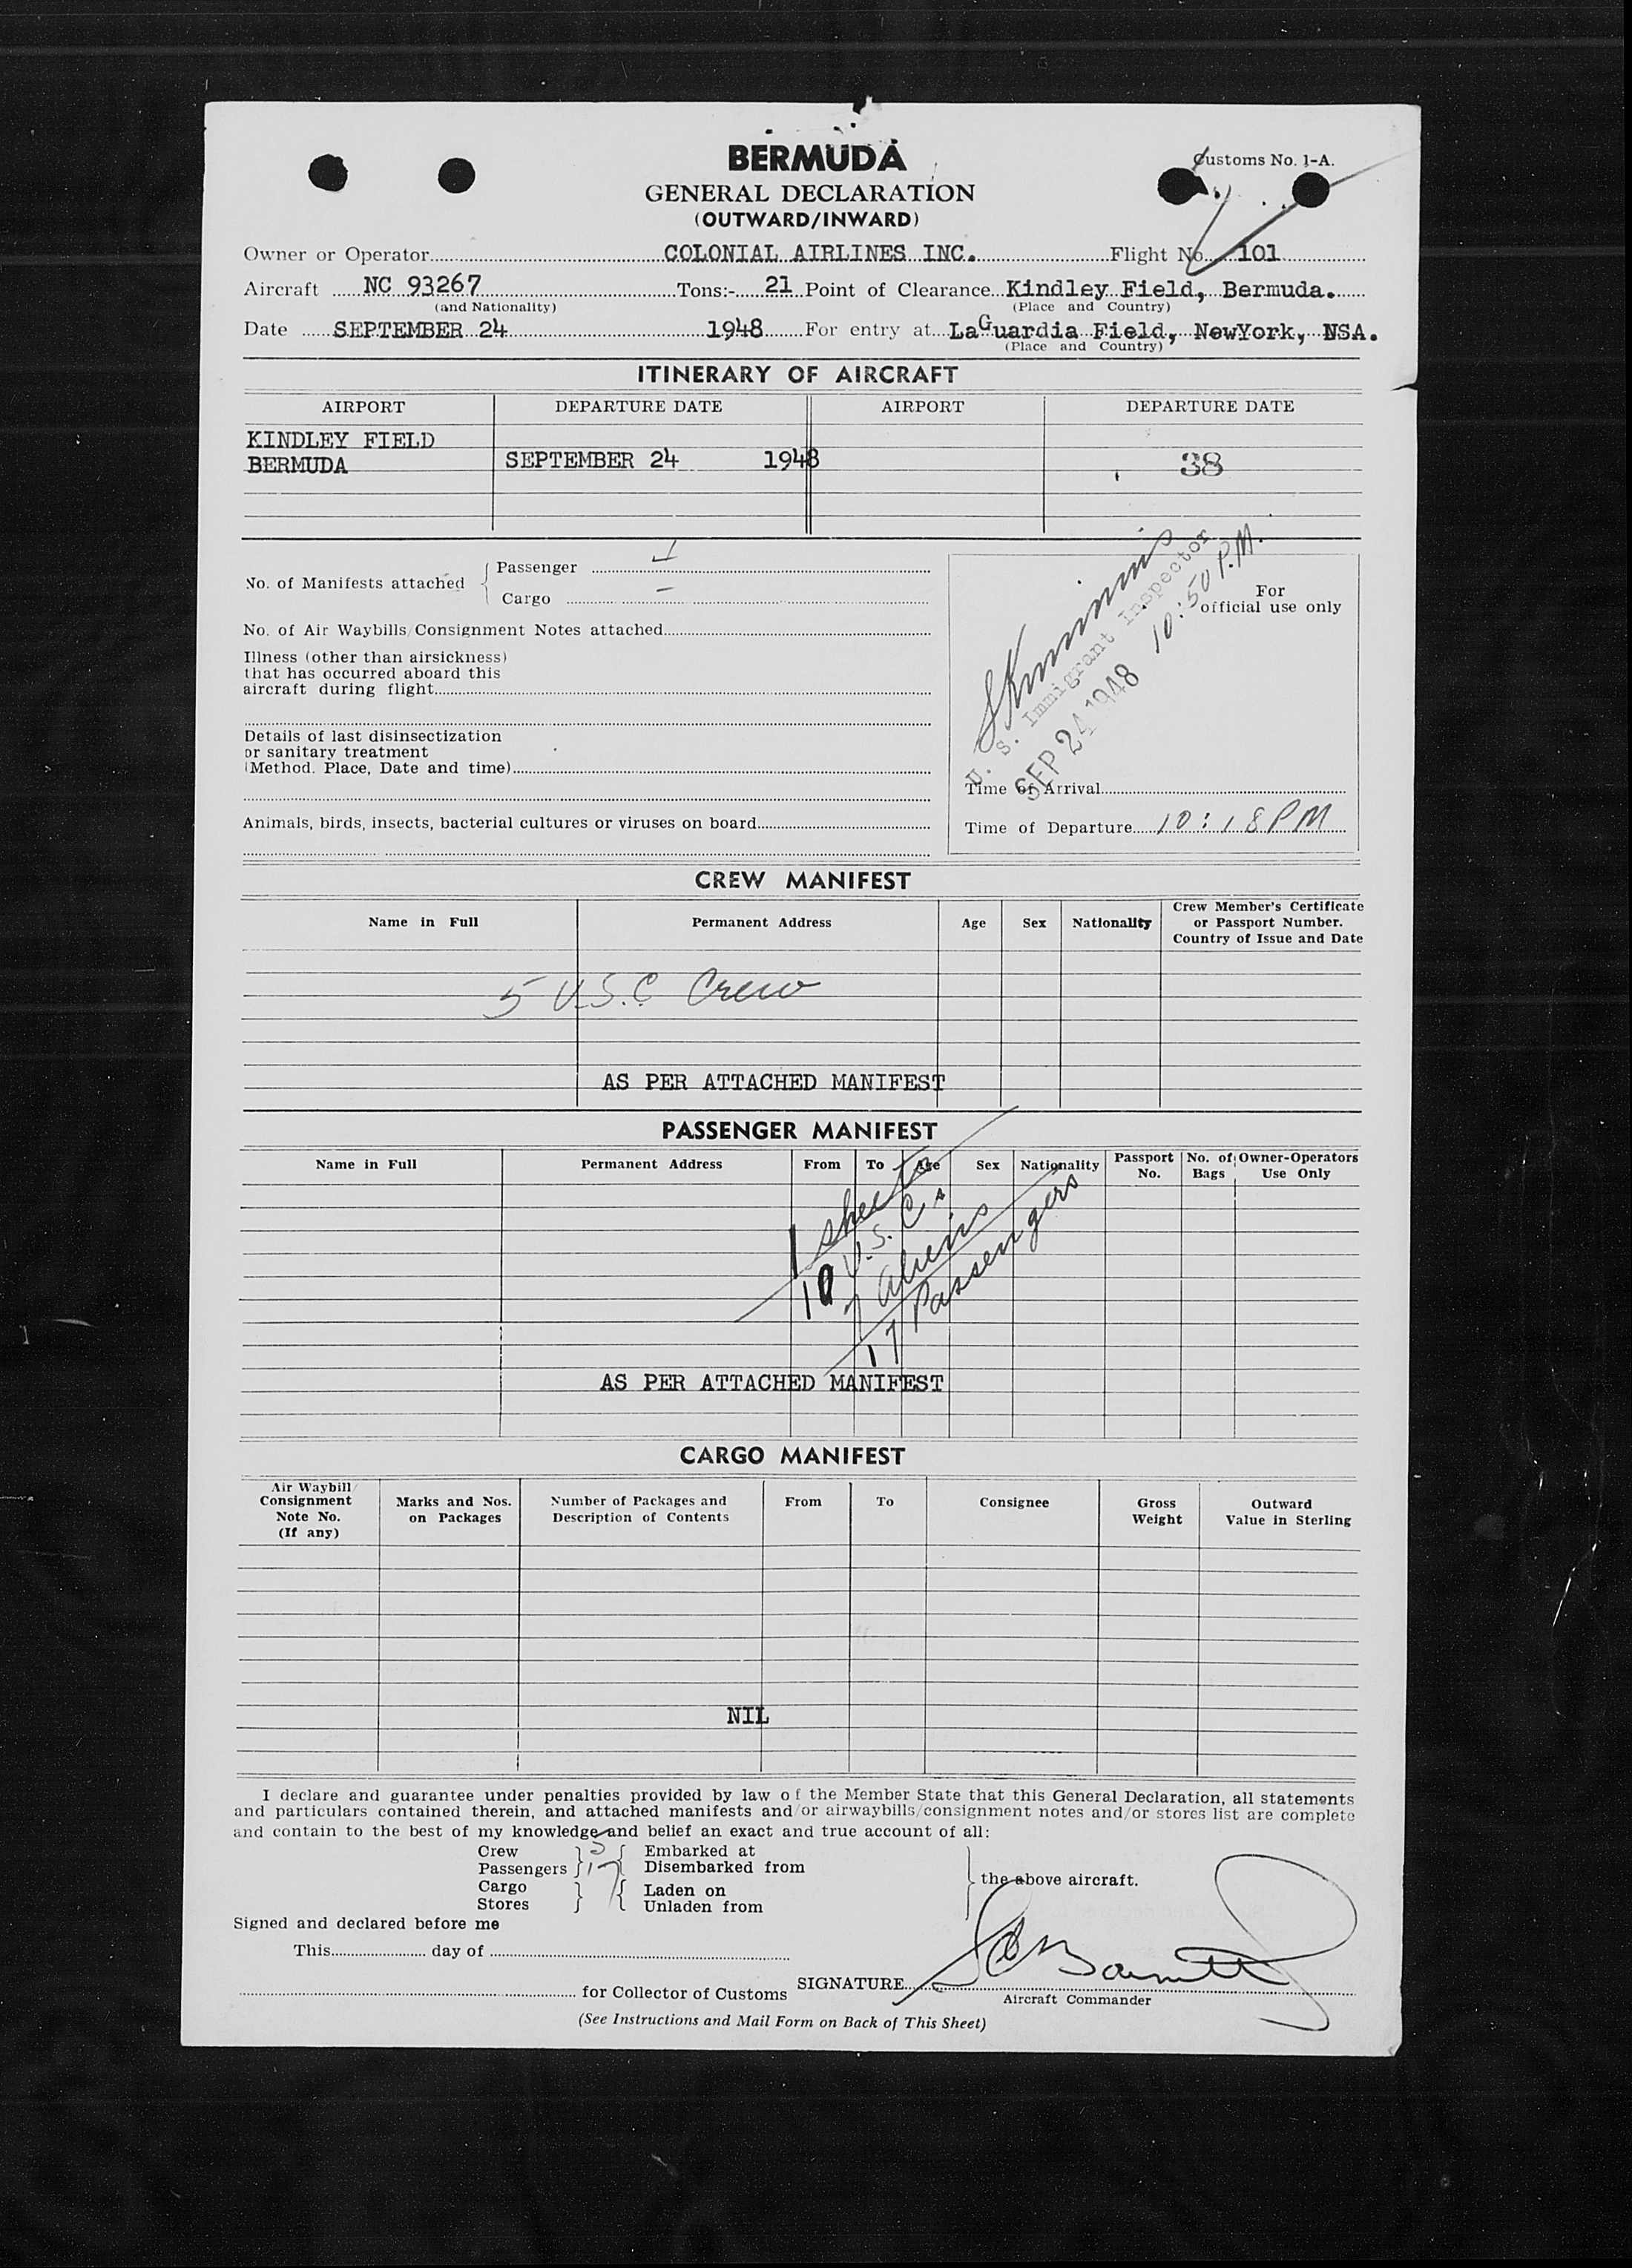 BERMUDA
Customs No. 1-A.
GENERAL DECLARATION
(OUTWARD/INWARD)
Owner or Operator COLONIAL AIRLINES INC. Flight No. 101
Aircraft NC 93267 Tons:- 21 Point of Clearance Kindley Field, Bermuda.
(and Nationality) (Place and Country)
Date SEPTEMBER 24 1948 For entry at LaGuardia Field, NewYork, NSA.
(Place and Country)
ITINERARY OF AIRCRAFT
AIRPORT DEPARTURE DATE AIRPORT DEPARTURE DATE
KINDLEY FIELD
BERMUDA SEPTEMBER 24 1948 38
No. of Manifests attached Passenger
Cargo –
No. of Air Waybills/Consignment Notes attached
Illness (other than airsickness)
that has occurred aboard this
aircraft during flight
Details of last disinsectization
or sanitary treatment
(Method. Place, Date and time)
Animals, birds, insects, bacterial cultures or viruses on board
For
official use only
U. S. Immigrant Inspector
SEP 24 1948 10:50 P.M.
Time of Arrival
Time of Departure 10:18 PM
CREW MANIFEST
Name in Full Permanent Address Age Sex Nationality Crew Member's Certificate
or Passport Number.
Country of Issue and Date
5 U.S.C Crew
AS PER ATTACHED MANIFEST
PASSENGER MANIFEST
Name in Full Permanent Address From To Age Sex Nationality Passport No. No. of Bags Owner-Operators Use Only
1 sheets
10 U.S.C.s
7 aliens
17 Passengers
AS PER ATTACHED MANIFEST
CARGO MANIFEST
Air Waybill/
Consignment
Note No.
(If any)
Marks and Nos.
on Packages
Number of Packages and
Description of Contents
From
To
Consignee
Gross
Weight
Outward
Value in Sterling
NIL
I declare and guarantee under penalties provided by law of the Member State that this General Declaration, all statements
and particulars contained therein, and attached manifests and/or airwaybills/consignment notes and/or stores list are complete
and contain to the best of my knowledge and belief an exact and true account of all:
Crew 5 Embarked at
Passengers 17 Disembarked from
the above aircraft.
Cargo Laden on
Stores Unladen from
Signed and declared before me
This day of
for Collector of Customs SIGNATURE
Aircraft Commander
(See Instructions and Mail Form on Back of This Sheet)